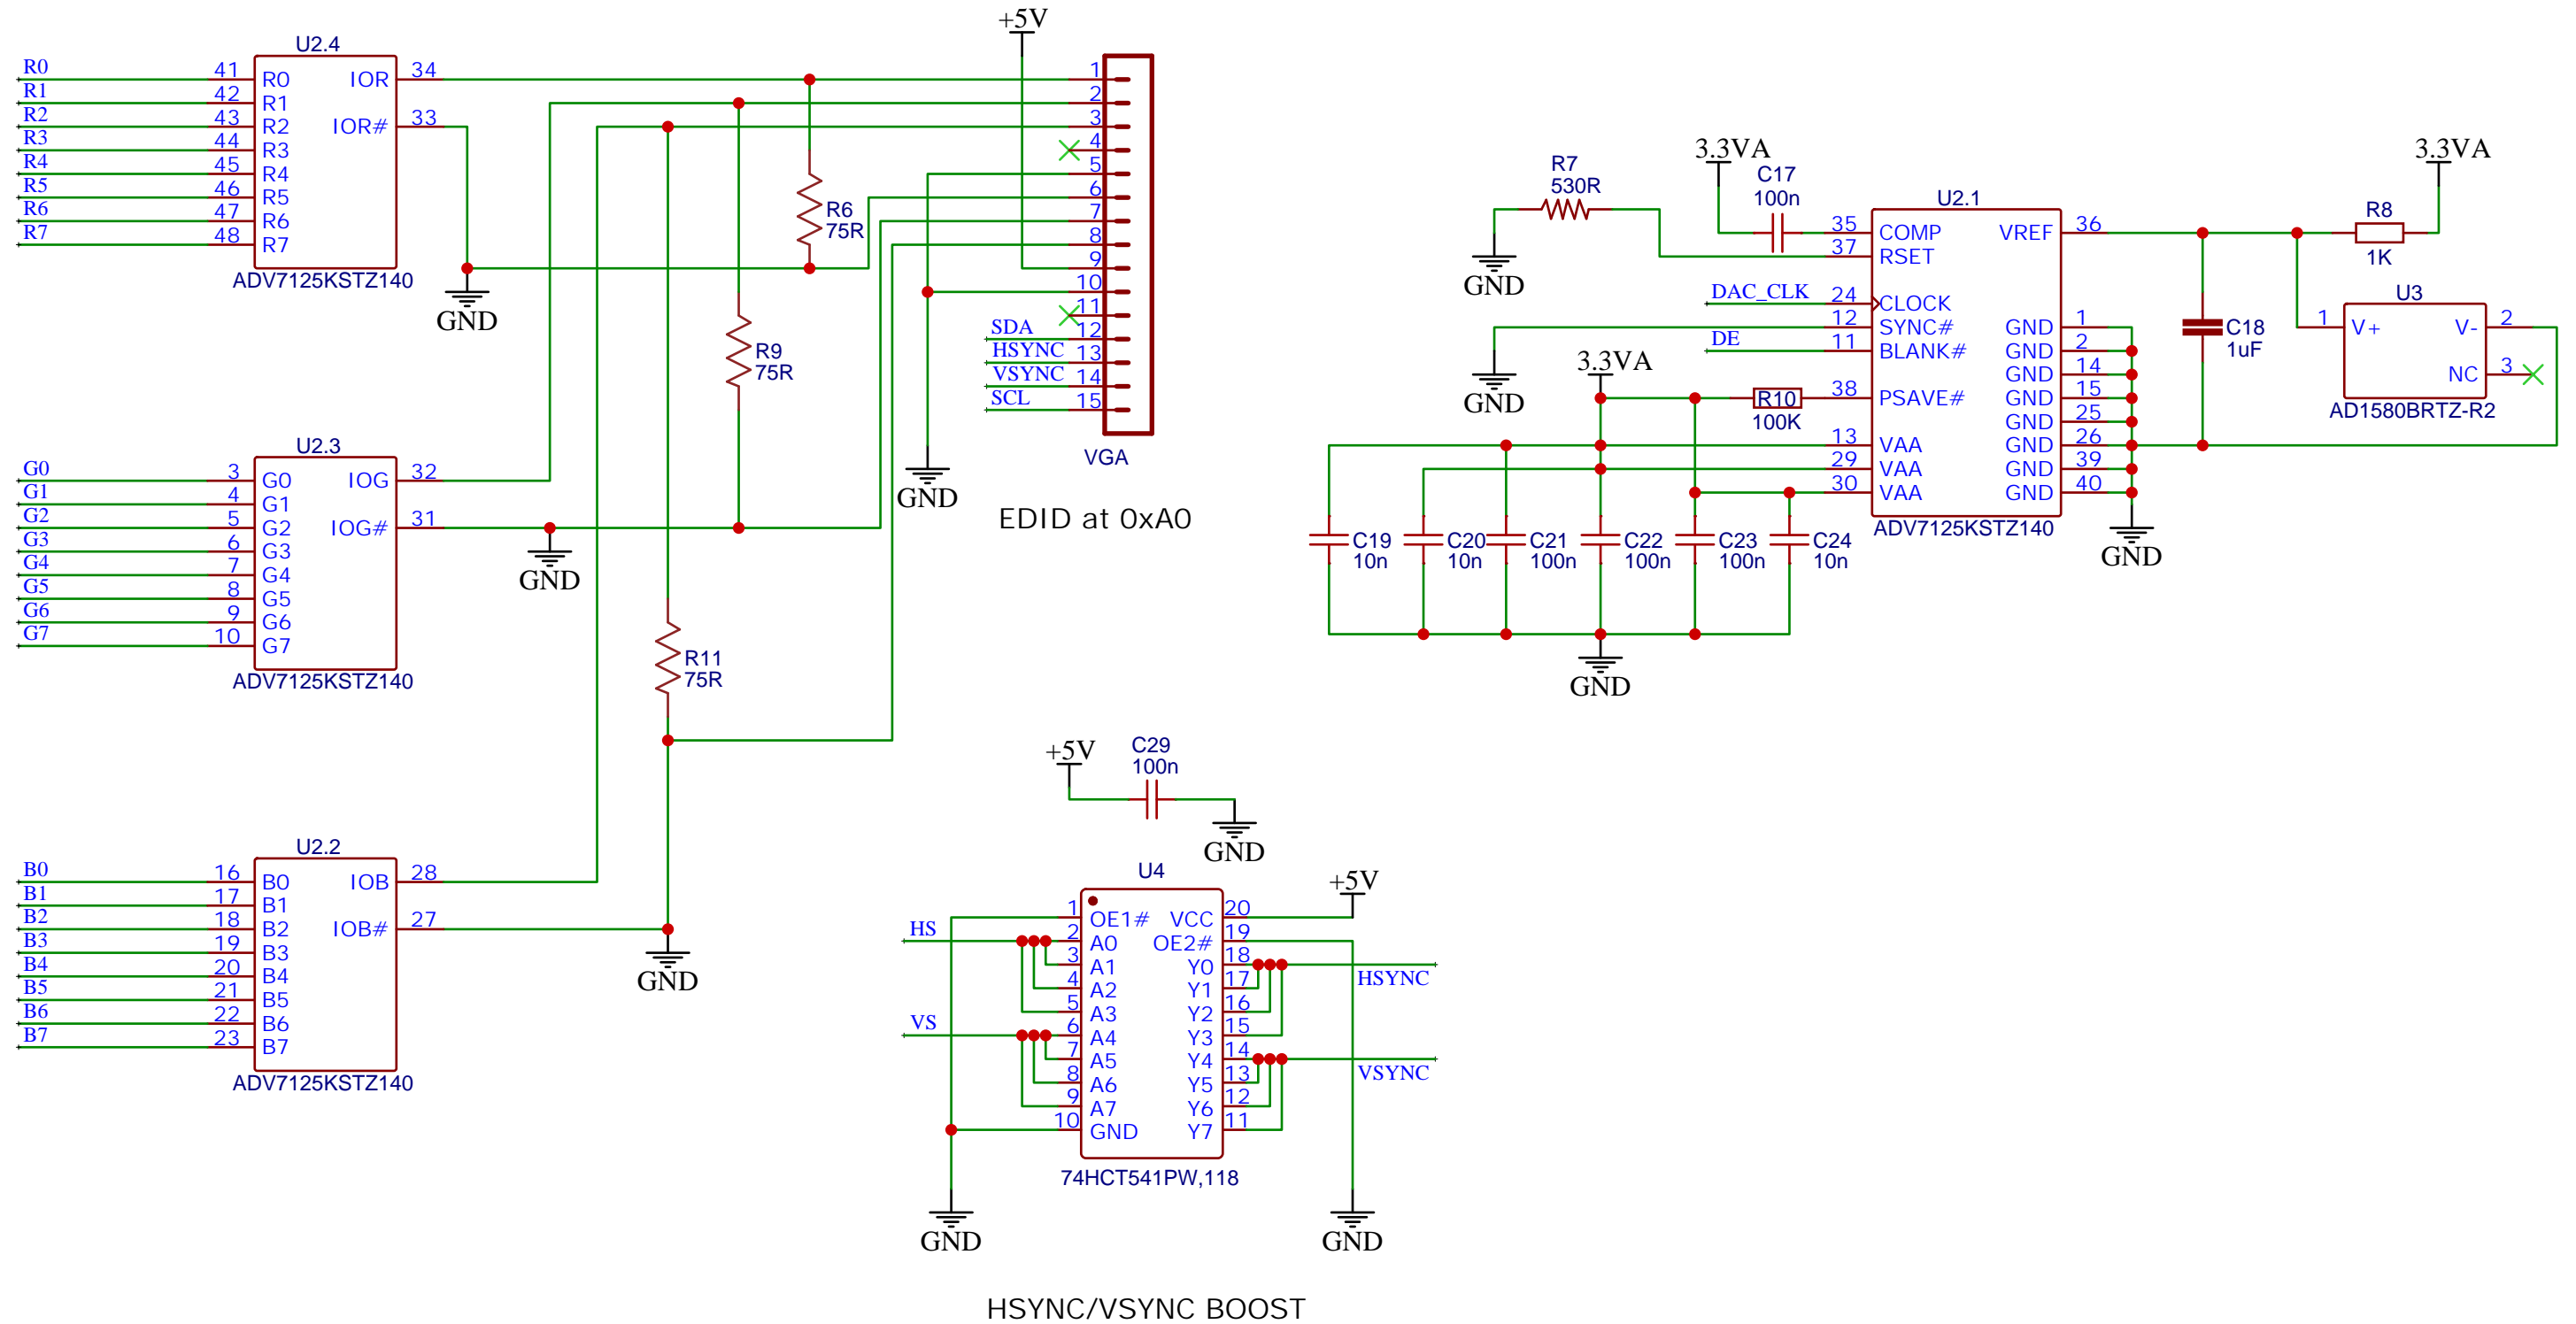 U2.4
R0 41 R0 IOR 34
R1 42 R1
R2 43 R2 IOR# 33
R3 44 R3
R4 45 R4
R5 46 R5
R6 47 R6
R7 48 R7
ADV7125KSTZ140
GND
U2.3
G0 3 G0 IOG 32
G1 4 G1
G2 5 G2 IOG# 31
G3 6 G3
G4 7 G4
G5 8 G5
G6 9 G6
G7 10 G7
ADV7125KSTZ140
GND
U2.2
B0 16 B0 IOB 28
B1 17 B1
B2 18 B2 IOB# 27
B3 19 B3
B4 20 B4
B5 21 B5
B6 22 B6
B7 23 B7
ADV7125KSTZ140
GND
R6
75R
R9
75R
R11
75R
+5V
1
2
3
4
5
6
7
8
9
10
11
SDA 12
HSYNC 13
VSYNC 14
SCL 15
VGA
GND
EDID at 0xA0
+5V
C29
100n
GND
U4
+5V
1 OE1# VCC 20
HS 2 A0 OE2# 19
3 A1 Y0 18 HSYNC
4 A2 Y1 17
5 A3 Y2 16
VS 6 A4 Y3 15
7 A5 Y4 14 VSYNC
8 A6 Y5 13
9 A7 Y6 12
10 GND Y7 11
74HCT541PW,118
GND
GND
HSYNC/VSYNC BOOST
R7
530R
GND
3.3VA
C17
100n
U2.1
35 COMP VREF 36
37 RSET
DAC_CLK 24 CLOCK
12 SYNC# GND 1
DE 11 BLANK# GND 2
GND 14
38 PSAVE# GND 15
GND 25
13 VAA GND 26
29 VAA GND 39
30 VAA GND 40
ADV7125KSTZ140
GND
GND
3.3VA
R10
100K
C19
10n
C20
10n
C21
100n
C22
100n
C23
100n
C24
10n
GND
3.3VA
R8
1K
C18
1uF
U3
1 V+ V- 2
NC 3
AD1580BRTZ-R2